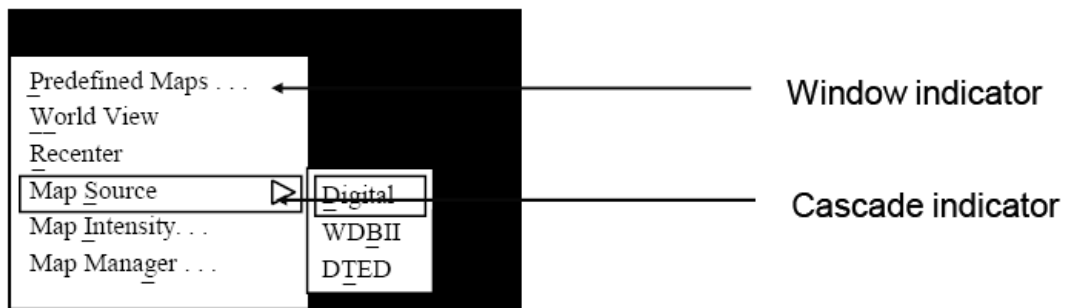 Predefined Maps . . .
World View
Recenter
Map Source
Map Intensity. . .
Map Manager . . .
Digital
WDBII
DTED
Window indicator
Cascade indicator